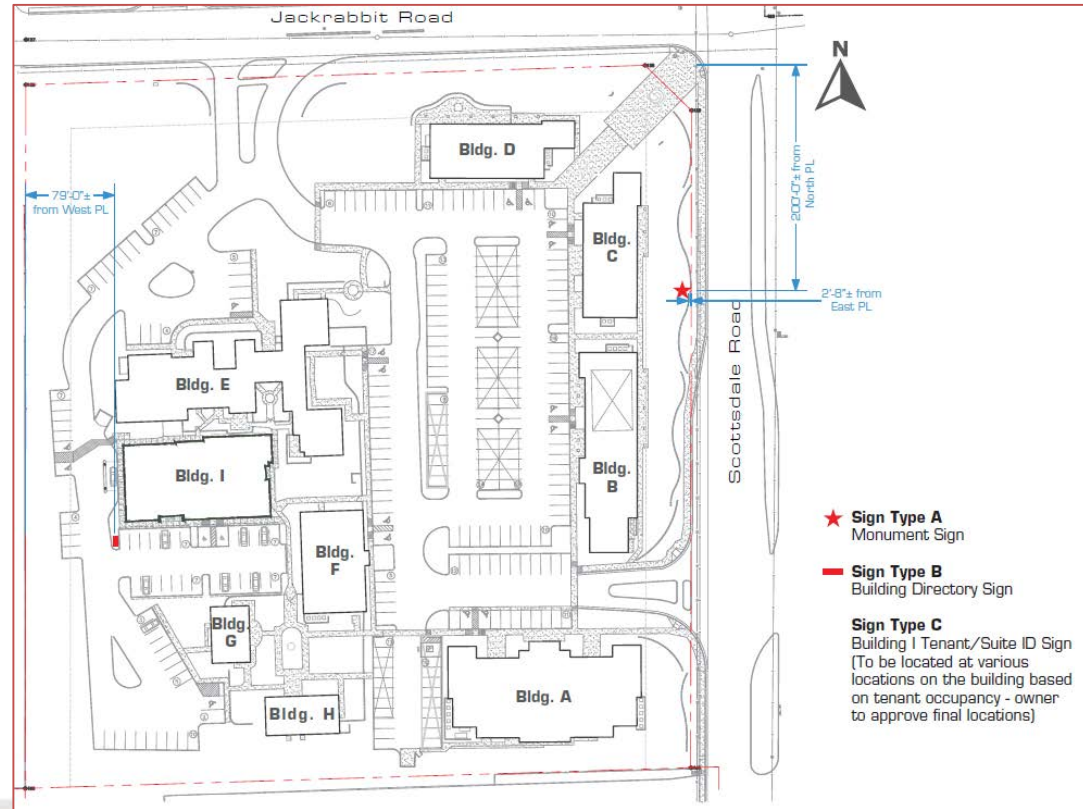 Jackrabbit Road
N
Bldg. D
79'-0"±
from West PL
200'-0"± from
North PL
Bldg.
C
2'-8"± from
East PL
Scottsdale Road
Bldg. E
Bldg. I
Bldg.
B
Bldg.
F
Bldg.
G
Bldg. H
Bldg. A
Sign Type A
Monument Sign
Sign Type B
Building Directory Sign
Sign Type C
Building I Tenant/Suite ID Sign
(To be located at various
locations on the building based
on tenant occupancy - owner
to approve final locations)